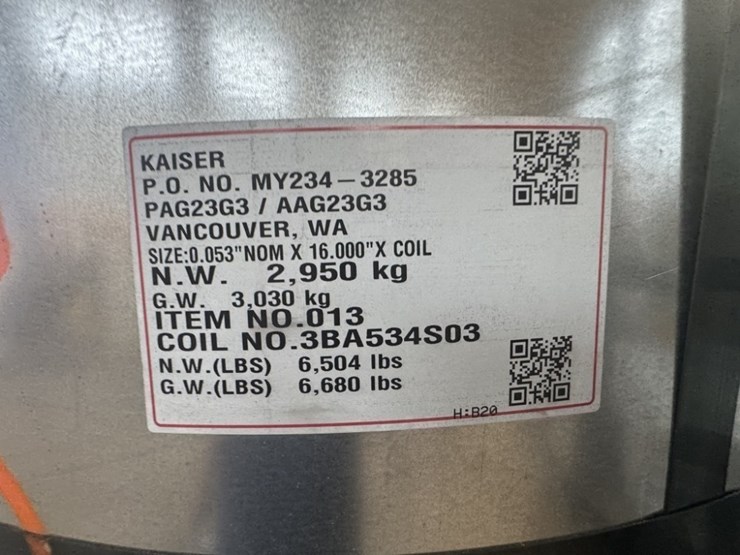 KAISER
P.O. NO. MY234-3285
PAG23G3 / AAG23G3
VANCOUVER, WA
SIZE:0.053"NOM X 16.000"X COIL
N.W. 2,950 kg
G.W. 3,030 kg
ITEM NO.013
COIL NO.3BA534S03
N.W.(LBS) 6,504 lbs
G.W.(LBS) 6,680 lbs
H:B20